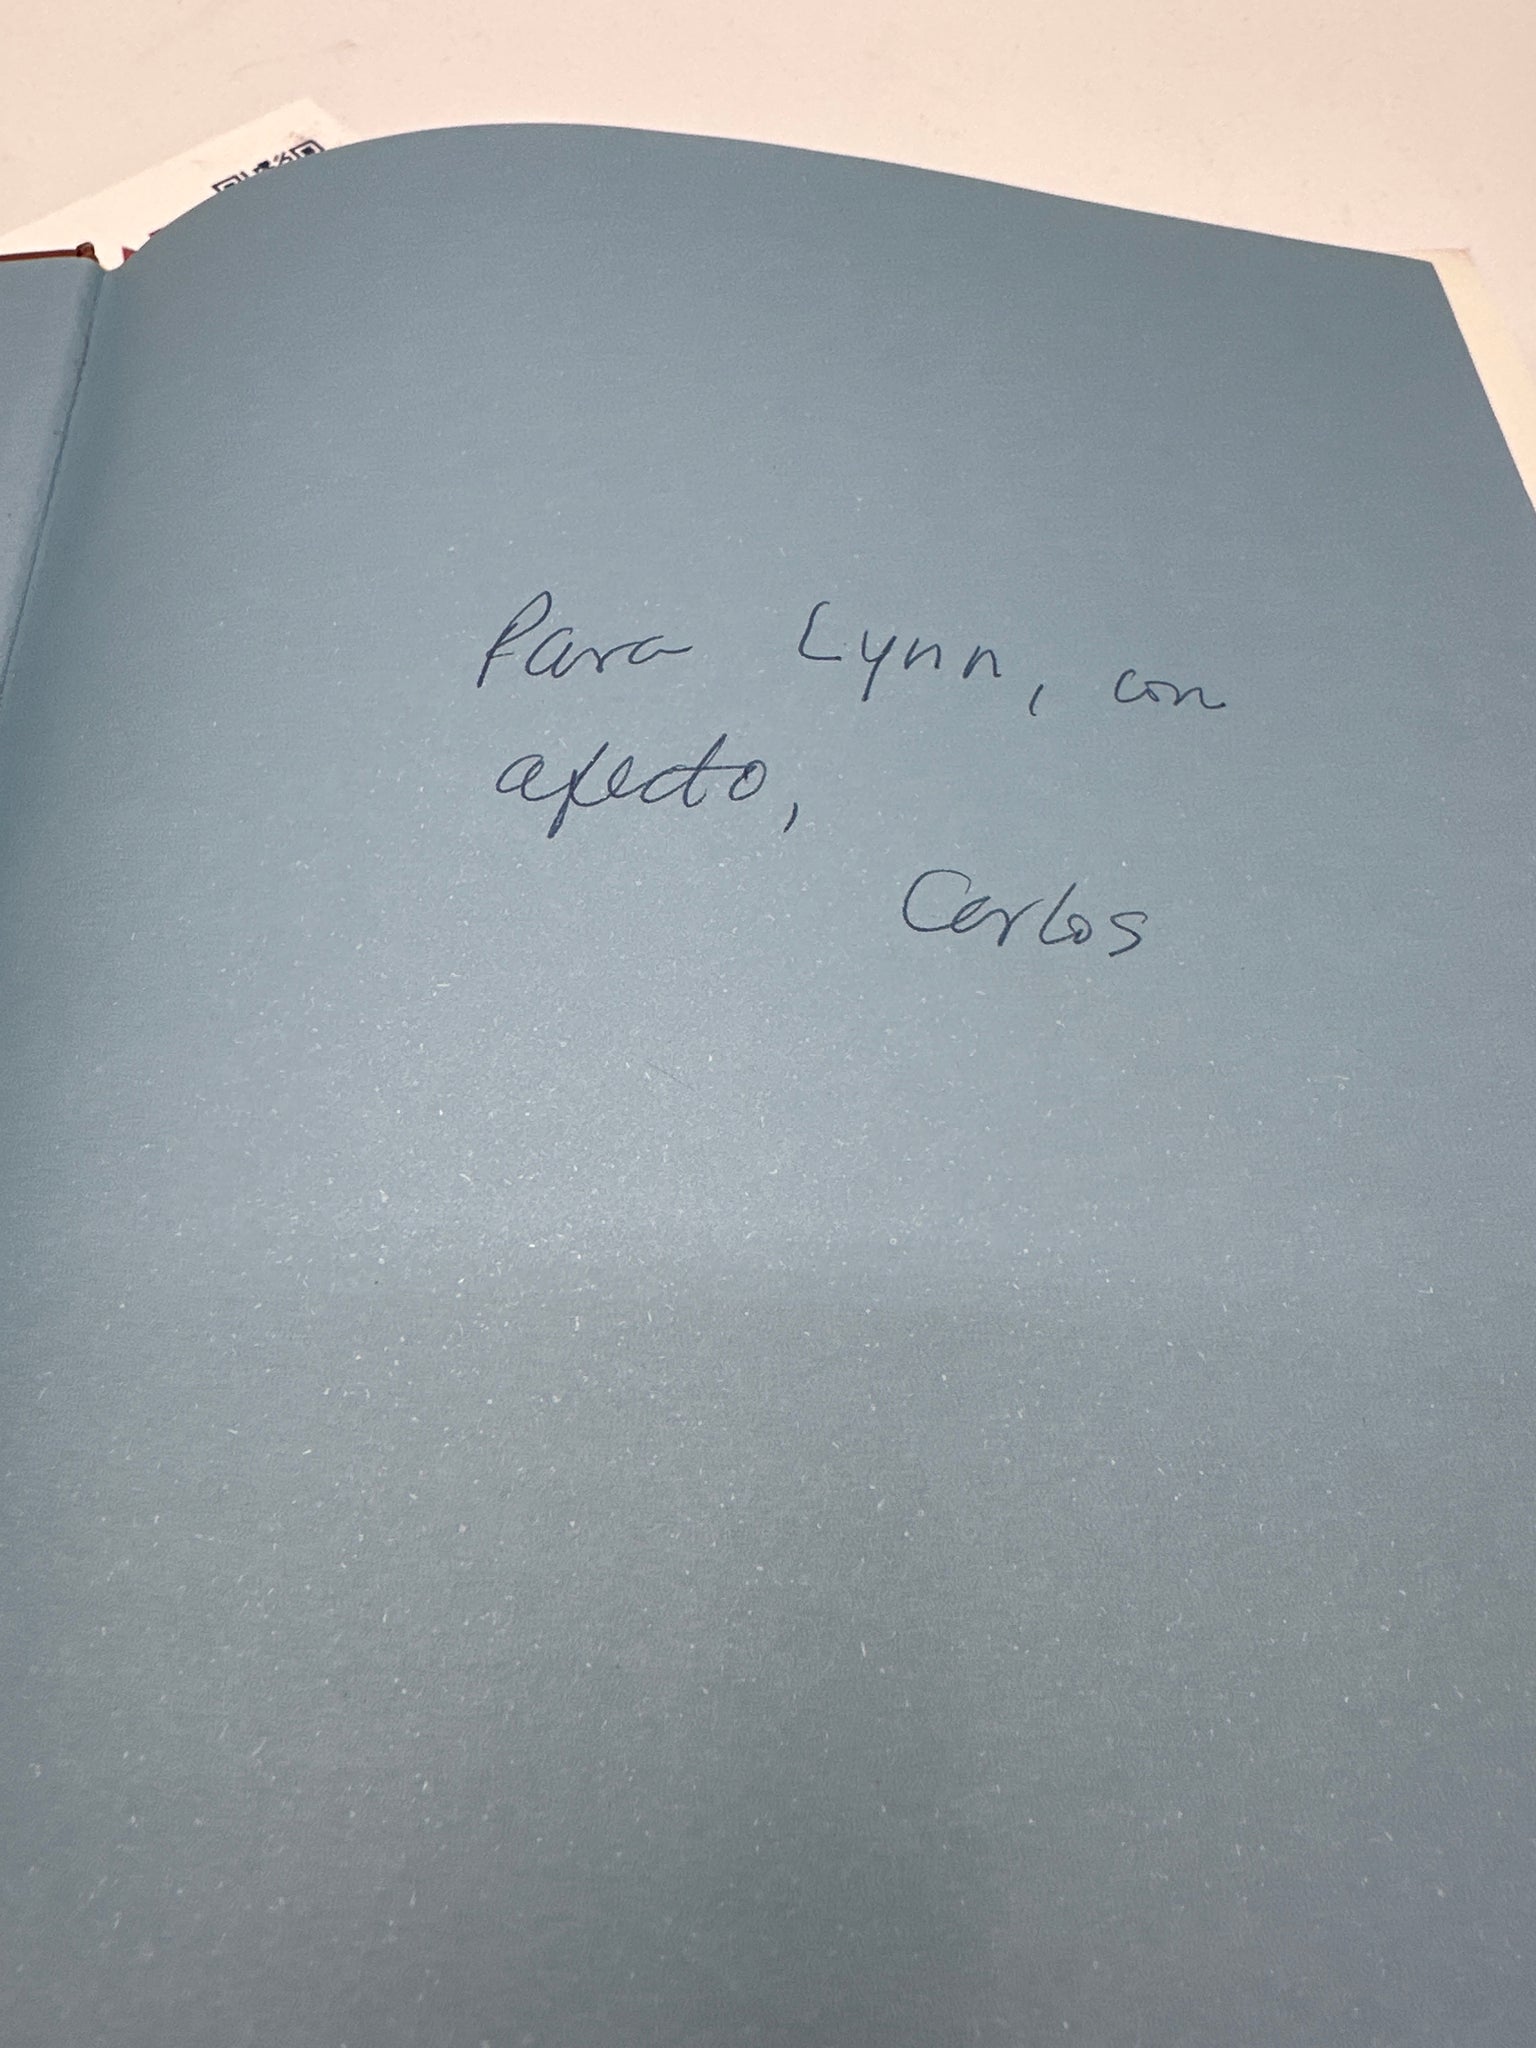 Para Lynn, con
afecto,
Carlos